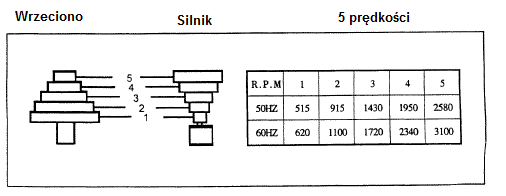 Wrzeciono Silnik 5 prędkości
5
4
3
2
1
R.P.M 1 2 3 4 5
50HZ 515 915 1430 1950 2580
60HZ 620 1100 1720 2340 3100